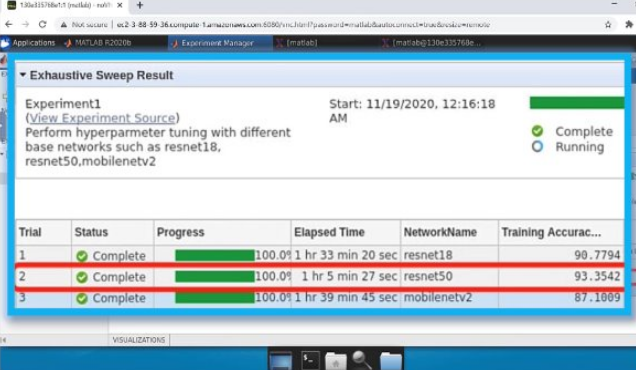 130e335768e1:1 (matlab) - noVN
Not secure | ec2-3-88-59-36.compute-1.amazonaws.com:6080/vnc.html?password=matlab&autoconnect=true&resize=remote
Applications MATLAB R2020b Experiment Manager [matlab] [matlab@130e335768e...
Exhaustive Sweep Result
Experiment1
(View Experiment Source)
Perform hyperparmeter tuning with different
base networks such as resnet18,
resnet50,mobilenetv2
Start: 11/19/2020, 12:16:18
AM
Complete
Running
Trial Status Progress Elapsed Time NetworkName Training Accurac...
1 Complete 100.0% 1 hr 33 min 20 sec resnet18 90.7794
2 Complete 100.0% 1 hr 5 min 27 sec resnet50 93.3542
3 Complete 100.0% 1 hr 39 min 45 sec mobilenetv2 87.1009
VISUALIZATIONS